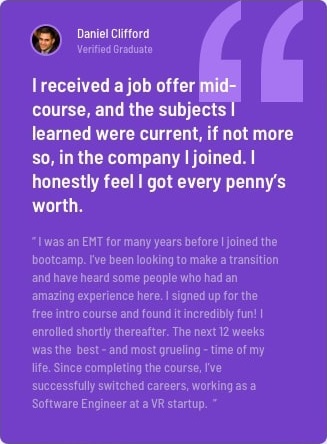 Daniel Clifford
Verified Graduate
I received a job offer mid-
course, and the subjects I
learned were current, if not more
so, in the company I joined. I
honestly feel I got every penny’s
worth.
“ I was an EMT for many years before I joined the
bootcamp. I’ve been looking to make a transition
and have heard some people who had an
amazing experience here. I signed up for the
free intro course and found it incredibly fun! I
enrolled shortly thereafter. The next 12 weeks
was the best - and most grueling - time of my
life. Since completing the course, I’ve
successfully switched careers, working as a
Software Engineer at a VR startup. ”